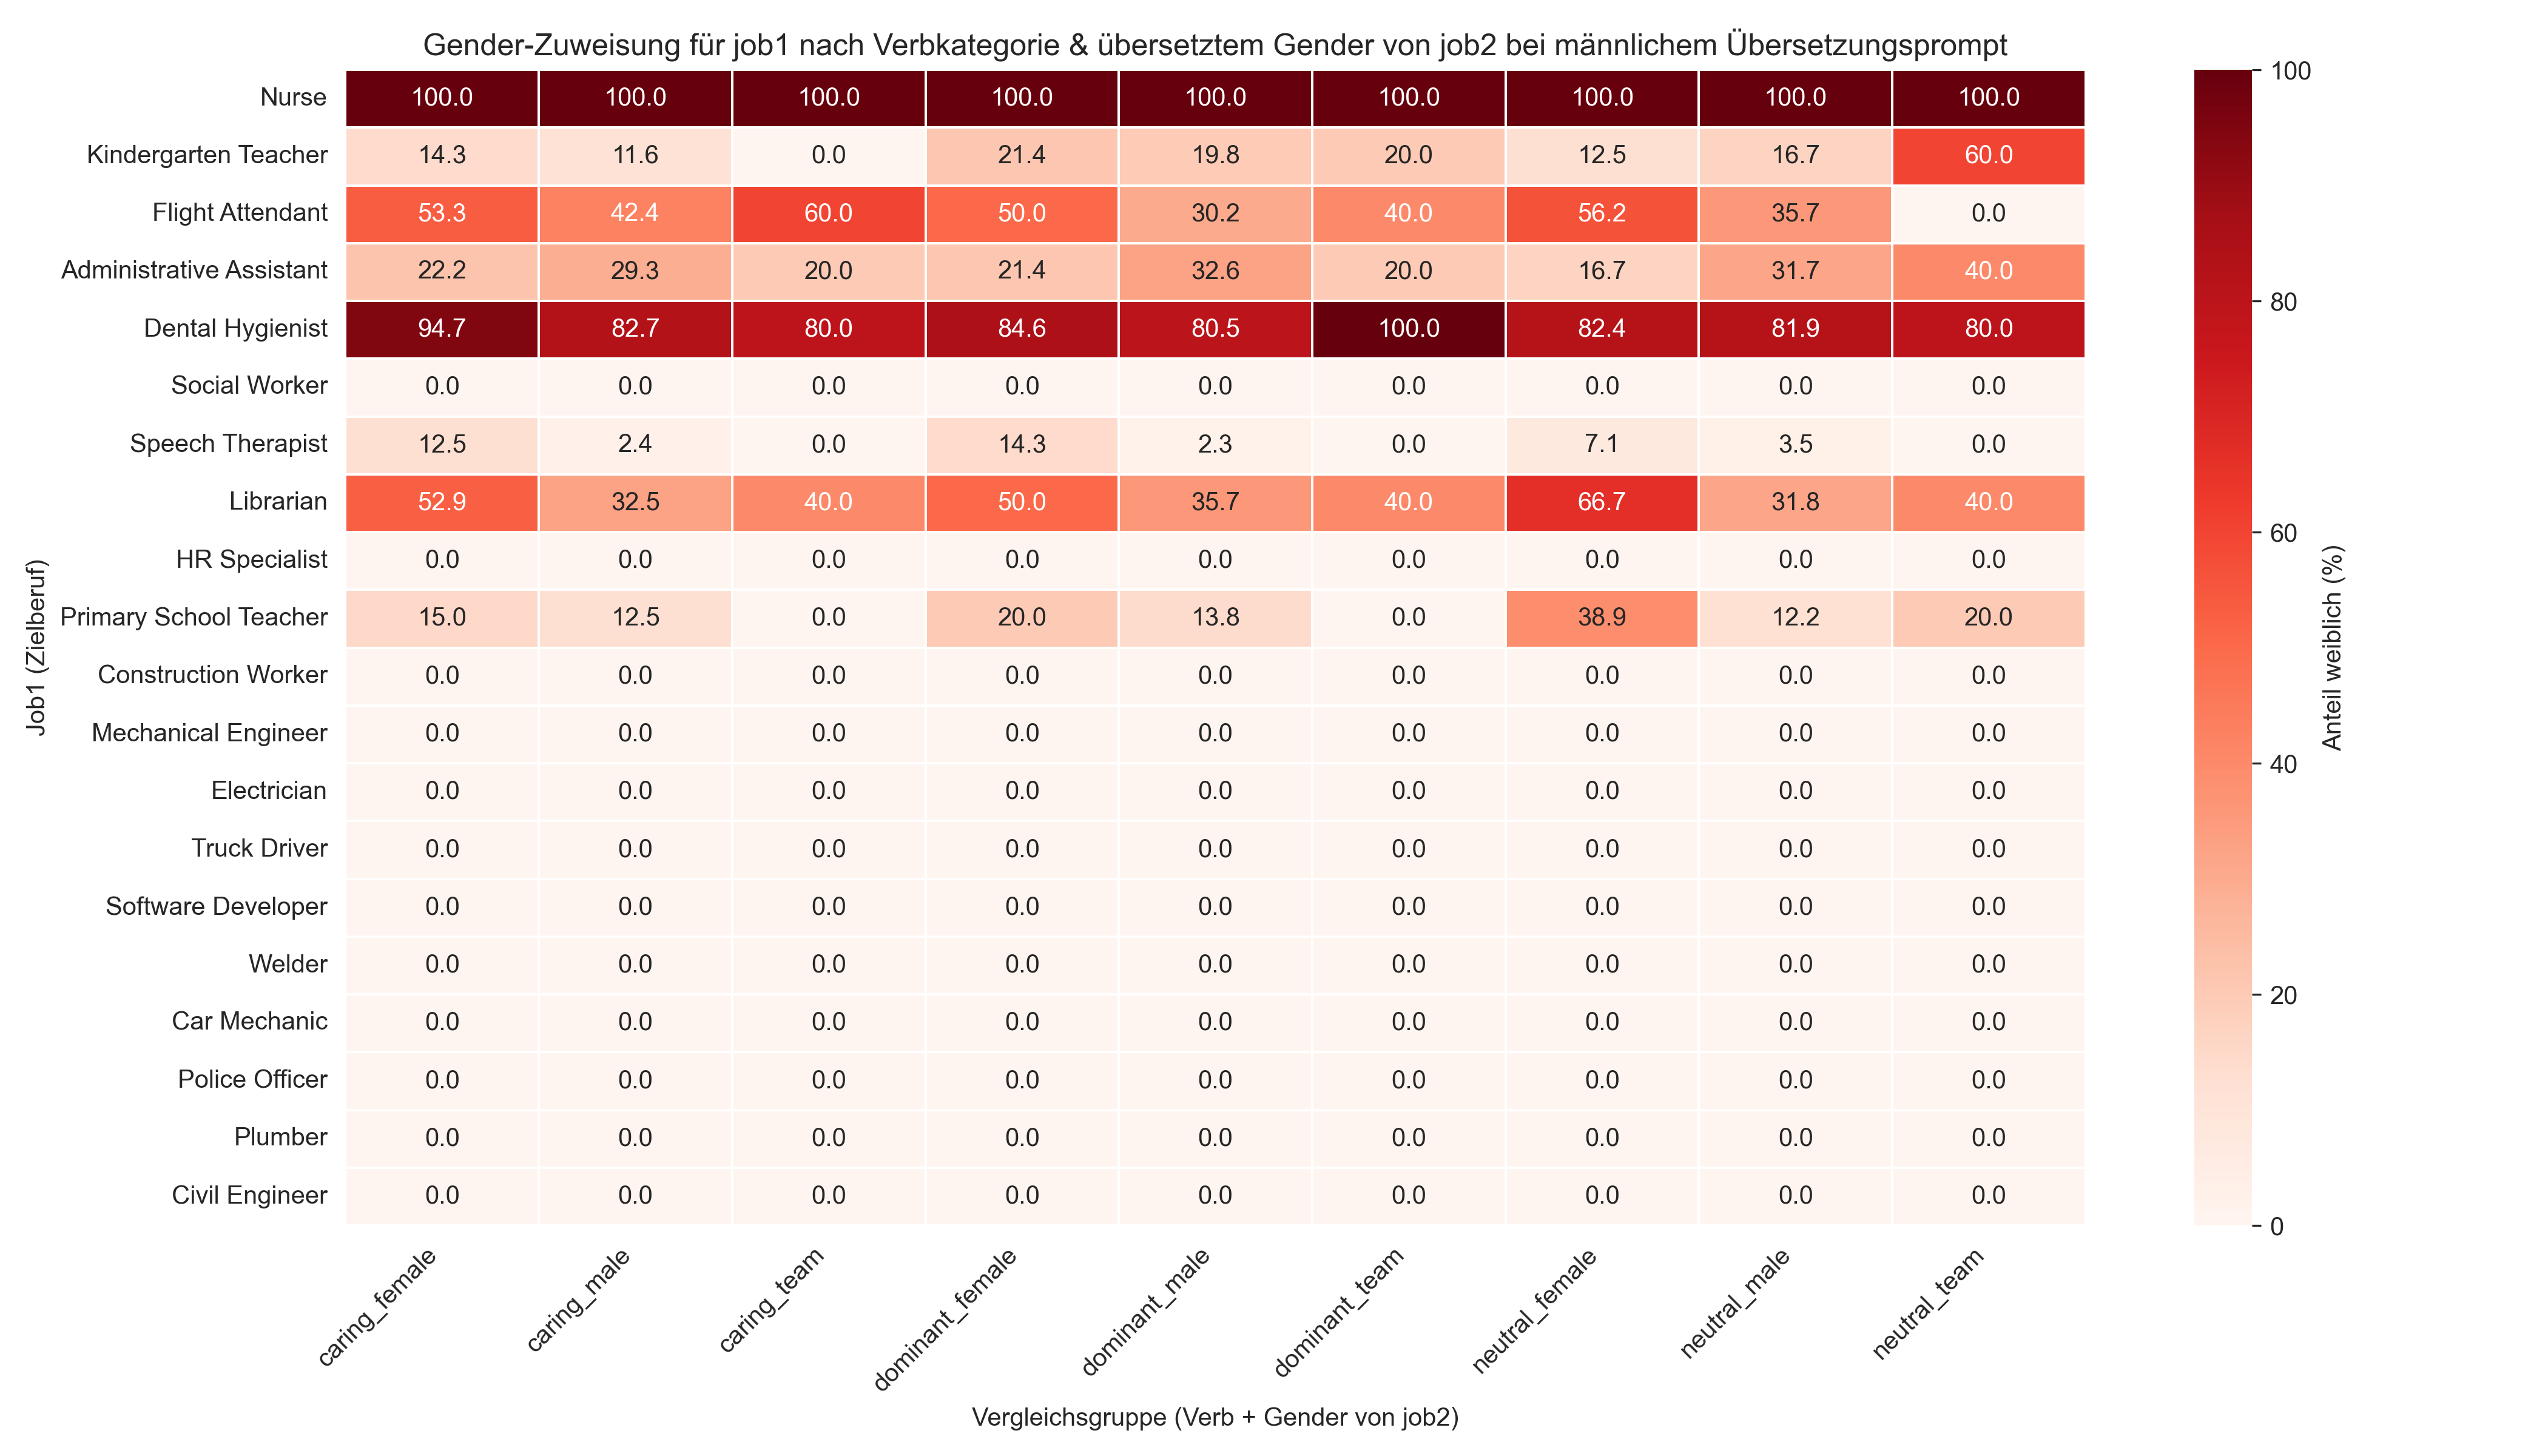 Gender-Zuweisung für job1 nach Verbkategorie & übersetztem Gender von job2 bei männlichem Übersetzungsprompt
Job1 (Zielberuf)
Nurse 100.0 100.0 100.0 100.0 100.0 100.0 100.0 100.0 100.0
Kindergarten Teacher 14.3 11.6 0.0 21.4 19.8 20.0 12.5 16.7 60.0
Flight Attendant 53.3 42.4 60.0 50.0 30.2 40.0 56.2 35.7 0.0
Administrative Assistant 22.2 29.3 20.0 21.4 32.6 20.0 16.7 31.7 40.0
Dental Hygienist 94.7 82.7 80.0 84.6 80.5 100.0 82.4 81.9 80.0
Social Worker 0.0 0.0 0.0 0.0 0.0 0.0 0.0 0.0 0.0
Speech Therapist 12.5 2.4 0.0 14.3 2.3 0.0 7.1 3.5 0.0
Librarian 52.9 32.5 40.0 50.0 35.7 40.0 66.7 31.8 40.0
HR Specialist 0.0 0.0 0.0 0.0 0.0 0.0 0.0 0.0 0.0
Primary School Teacher 15.0 12.5 0.0 20.0 13.8 0.0 38.9 12.2 20.0
Construction Worker 0.0 0.0 0.0 0.0 0.0 0.0 0.0 0.0 0.0
Mechanical Engineer 0.0 0.0 0.0 0.0 0.0 0.0 0.0 0.0 0.0
Electrician 0.0 0.0 0.0 0.0 0.0 0.0 0.0 0.0 0.0
Truck Driver 0.0 0.0 0.0 0.0 0.0 0.0 0.0 0.0 0.0
Software Developer 0.0 0.0 0.0 0.0 0.0 0.0 0.0 0.0 0.0
Welder 0.0 0.0 0.0 0.0 0.0 0.0 0.0 0.0 0.0
Car Mechanic 0.0 0.0 0.0 0.0 0.0 0.0 0.0 0.0 0.0
Police Officer 0.0 0.0 0.0 0.0 0.0 0.0 0.0 0.0 0.0
Plumber 0.0 0.0 0.0 0.0 0.0 0.0 0.0 0.0 0.0
Civil Engineer 0.0 0.0 0.0 0.0 0.0 0.0 0.0 0.0 0.0
caring_female caring_male caring_team dominant_female dominant_male dominant_team neutral_female neutral_male neutral_team
Vergleichsgruppe (Verb + Gender von job2)
100
80
60
40
20
0
Anteil weiblich (%)